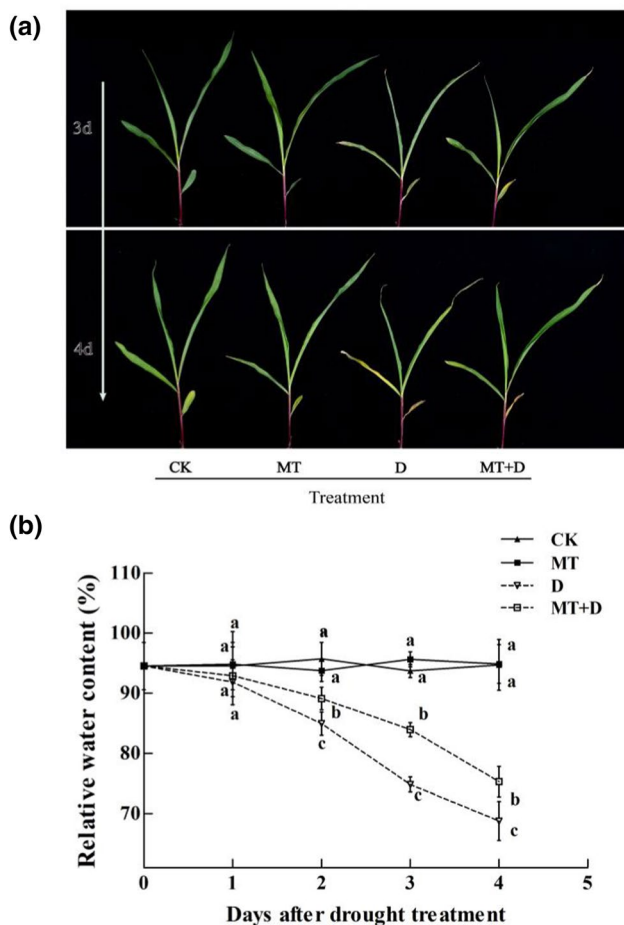 (a)
3d
4d
CK MT D MT+D
Treatment
(b)
CK
MT
D
MT+D
Relative water content (%)
110
100
90
80
70
a
a
a
a
a
a
b
c
a
a
b
c
a
a
b
c
0 1 2 3 4 5
Days after drought treatment